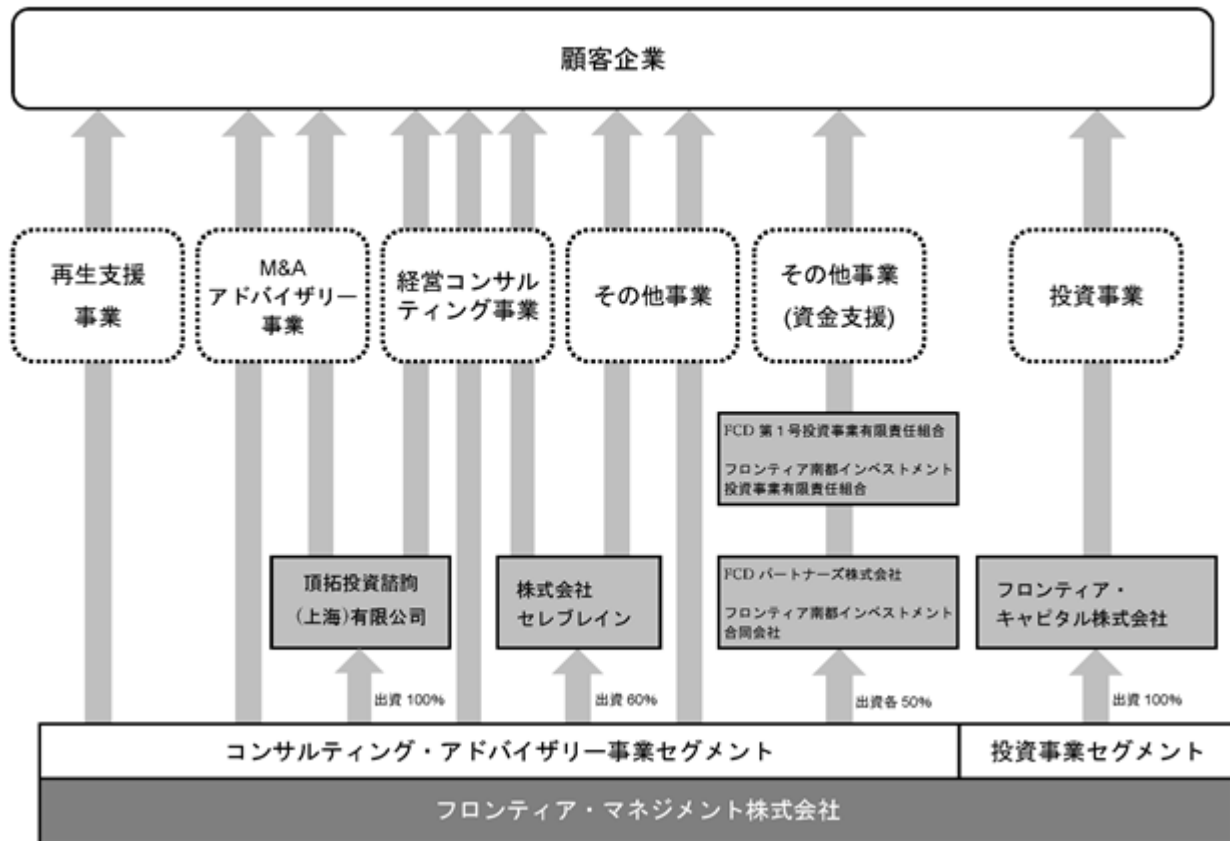 顧客企業
再生支援
事業
M&A
アドバイザリー
事業
経営コンサル
ティング事業
その他事業
その他事業
(資金支援)
投資事業
FCD 第1号投資事業有限責任組合
フロンティア南都インベストメント
投資事業有限責任組合
頂拓投資諮詢
(上海)有限公司
株式会社
セレブレイン
FCD パートナーズ株式会社
フロンティア南都インベストメント
合同会社
フロンティア・
キャピタル株式会社
出資 100%
出資 60%
出資各 50%
出資 100%
コンサルティング・アドバイザリー事業セグメント
投資事業セグメント
フロンティア・マネジメント株式会社